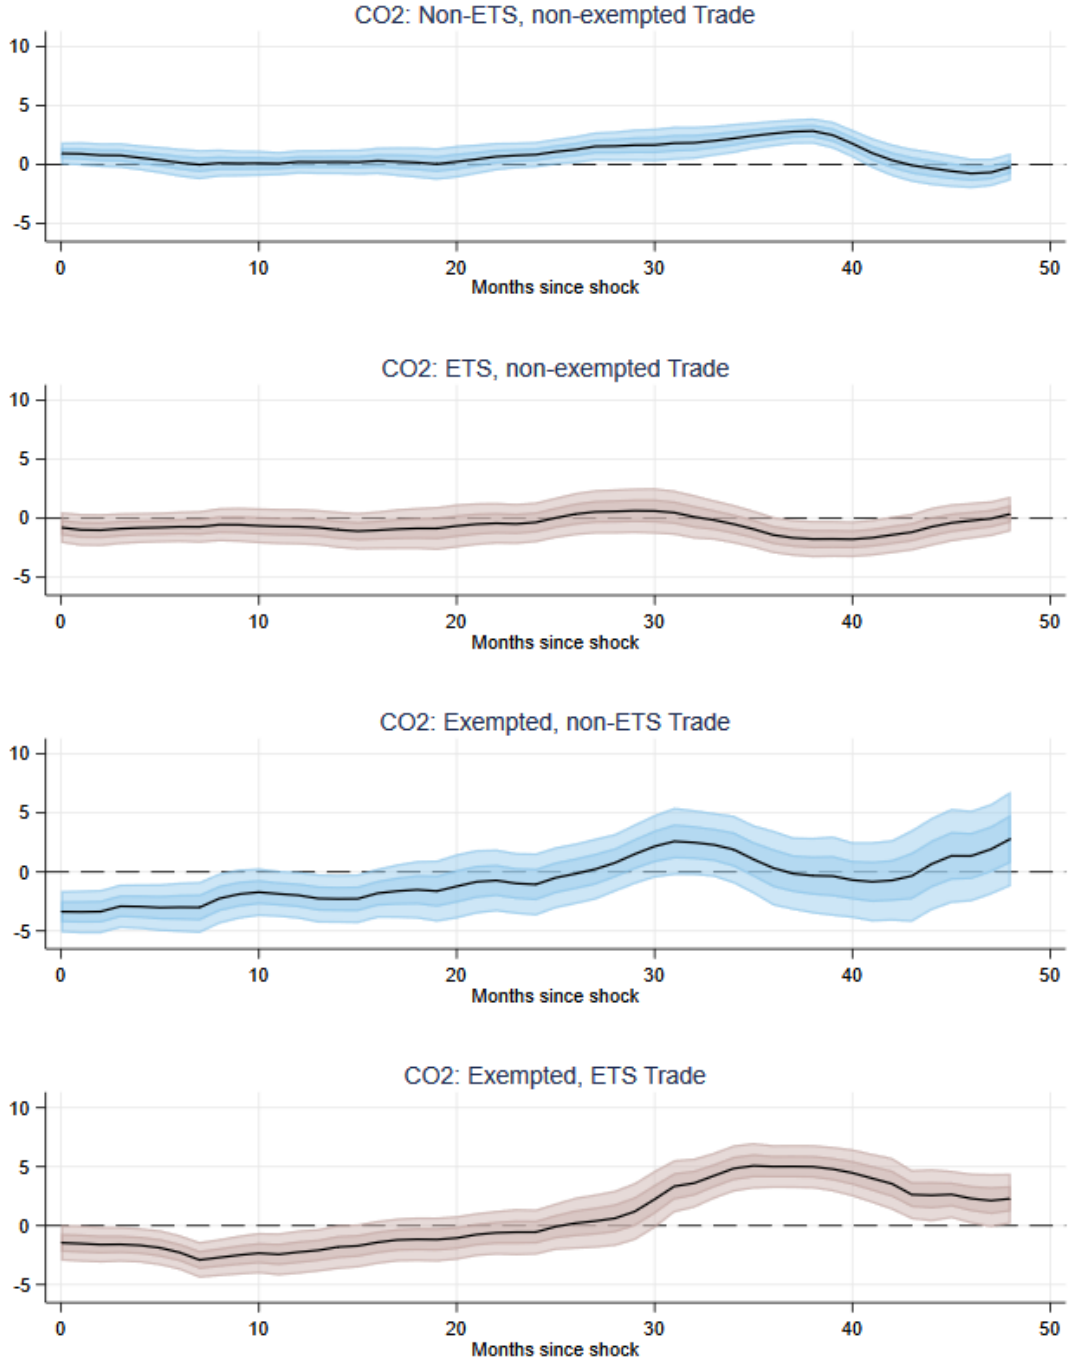 CO2: Non-ETS, non-exempted Trade
10
5
0
-5
0 10 20 30 40 50
Months since shock
CO2: ETS, non-exempted Trade
10
5
0
-5
0 10 20 30 40 50
Months since shock
CO2: Exempted, non-ETS Trade
10
5
0
-5
0 10 20 30 40 50
Months since shock
CO2: Exempted, ETS Trade
10
5
0
-5
0 10 20 30 40 50
Months since shock